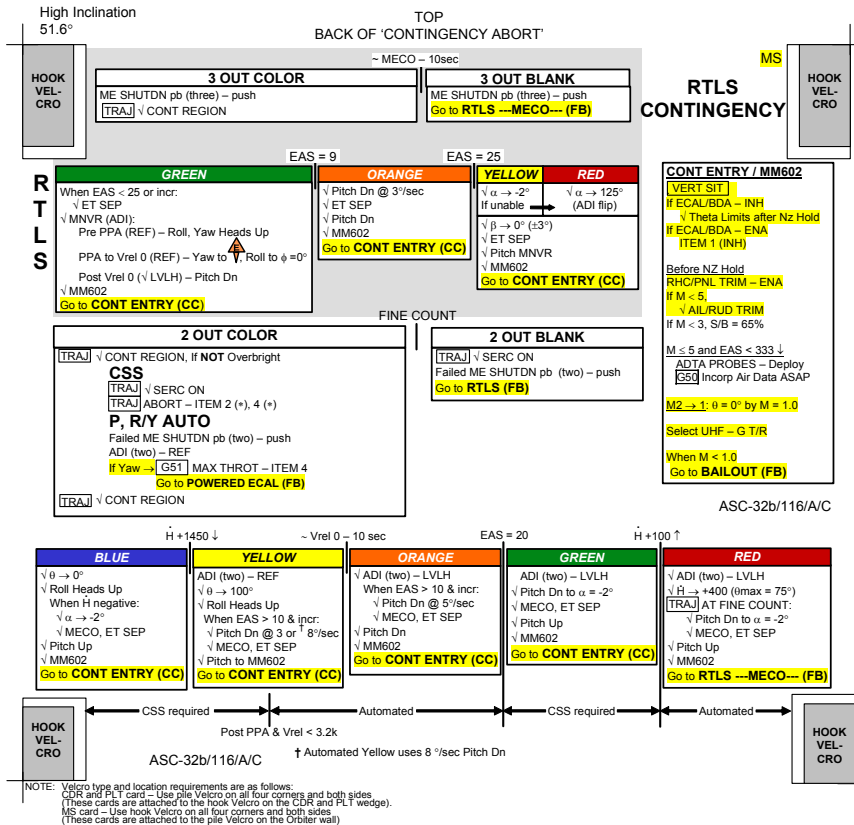 High Inclination
51.6°
TOP
BACK OF 'CONTINGENCY ABORT'
MS
HOOK
VEL-
CRO
HOOK
VEL-
CRO
~ MECO – 10sec
3 OUT COLOR
ME SHUTDN pb (three) – push
TRAJ √ CONT REGION
3 OUT BLANK
ME SHUTDN pb (three) – push
Go to RTLS ---MECO--- (FB)
RTLS
CONTINGENCY
RTLS
EAS = 9
EAS = 25
GREEN
When EAS < 25 or incr:
√ ET SEP
√ MNVR (ADI):
Pre PPA (REF) – Roll, Yaw Heads Up
PPA to Vrel 0 (REF) – Yaw to E, Roll to ϕ =0°
Post Vrel 0 (√ LVLH) – Pitch Dn
√ MM602
Go to CONT ENTRY (CC)
ORANGE
√ Pitch Dn @ 3°/sec
√ ET SEP
√ Pitch Dn
√ MM602
Go to CONT ENTRY (CC)
YELLOW
√ α → -2°
If unable
RED
√ α → 125°
(ADI flip)
√ β → 0° (±3°)
√ ET SEP
√ Pitch MNVR
√ MM602
Go to CONT ENTRY (CC)
CONT ENTRY / MM602
VERT SIT
If ECAL/BDA – INH
√ Theta Limits after Nz Hold
If ECAL/BDA – ENA
ITEM 1 (INH)
Before NZ Hold
RHC/PNL TRIM – ENA
If M < 5,
√ AIL/RUD TRIM
If M < 3, S/B = 65%
M ≤ 5 and EAS < 333 ↓
ADTA PROBES – Deploy
G50 Incorp Air Data ASAP
M2 → 1: θ = 0° by M = 1.0
Select UHF – G T/R
When M < 1.0
Go to BAILOUT (FB)
ASC-32b/116/A/C
FINE COUNT
2 OUT COLOR
TRAJ √ CONT REGION, If NOT Overbright
CSS
TRAJ √ SERC ON
TRAJ ABORT – ITEM 2 (∗), 4 (∗)
P, R/Y AUTO
Failed ME SHUTDN pb (two) – push
ADI (two) – REF
If Yaw → G51 MAX THROT – ITEM 4
Go to POWERED ECAL (FB)
TRAJ √ CONT REGION
2 OUT BLANK
TRAJ √ SERC ON
Failed ME SHUTDN pb (two) – push
Go to RTLS (FB)
Ḣ +1450 ↓
~ Vrel 0 – 10 sec
EAS = 20
Ḣ +100 ↑
BLUE
√ θ → 0°
√ Roll Heads Up
When Ḣ negative:
√ α → -2°
√ MECO, ET SEP
√ Pitch Up
√ MM602
Go to CONT ENTRY (CC)
YELLOW
ADI (two) – REF
√ θ → 100°
√ Roll Heads Up
When EAS > 10 & incr:
√ Pitch Dn @ 3 or † 8°/sec
√ MECO, ET SEP
√ Pitch to MM602
Go to CONT ENTRY (CC)
ORANGE
√ ADI (two) – LVLH
When EAS > 10 & incr:
√ Pitch Dn @ 5°/sec
√ MECO, ET SEP
√ Pitch Dn
√ MM602
Go to CONT ENTRY (CC)
GREEN
ADI (two) – LVLH
√ Pitch Dn to α = -2°
√ MECO, ET SEP
√ Pitch Up
√ MM602
Go to CONT ENTRY (CC)
RED
√ ADI (two) – LVLH
√ Ḣ → +400 (θmax = 75°)
TRAJ AT FINE COUNT:
√ Pitch Dn to α = -2°
√ MECO, ET SEP
√ Pitch Up
√ MM602
Go to RTLS ---MECO--- (FB)
CSS required
Automated
CSS required
Automated
HOOK
VEL-
CRO
HOOK
VEL-
CRO
Post PPA & Vrel < 3.2k
ASC-32b/116/A/C
† Automated Yellow uses 8 °/sec Pitch Dn
NOTE: Velcro type and location requirements are as follows:
CDR and PLT card – Use pile Velcro on all four corners and both sides
(These cards are attached to the hook Velcro on the CDR and PLT wedge).
MS card – Use hook Velcro on all four corners and both sides
(These cards are attached to the pile Velcro on the Orbiter wall)